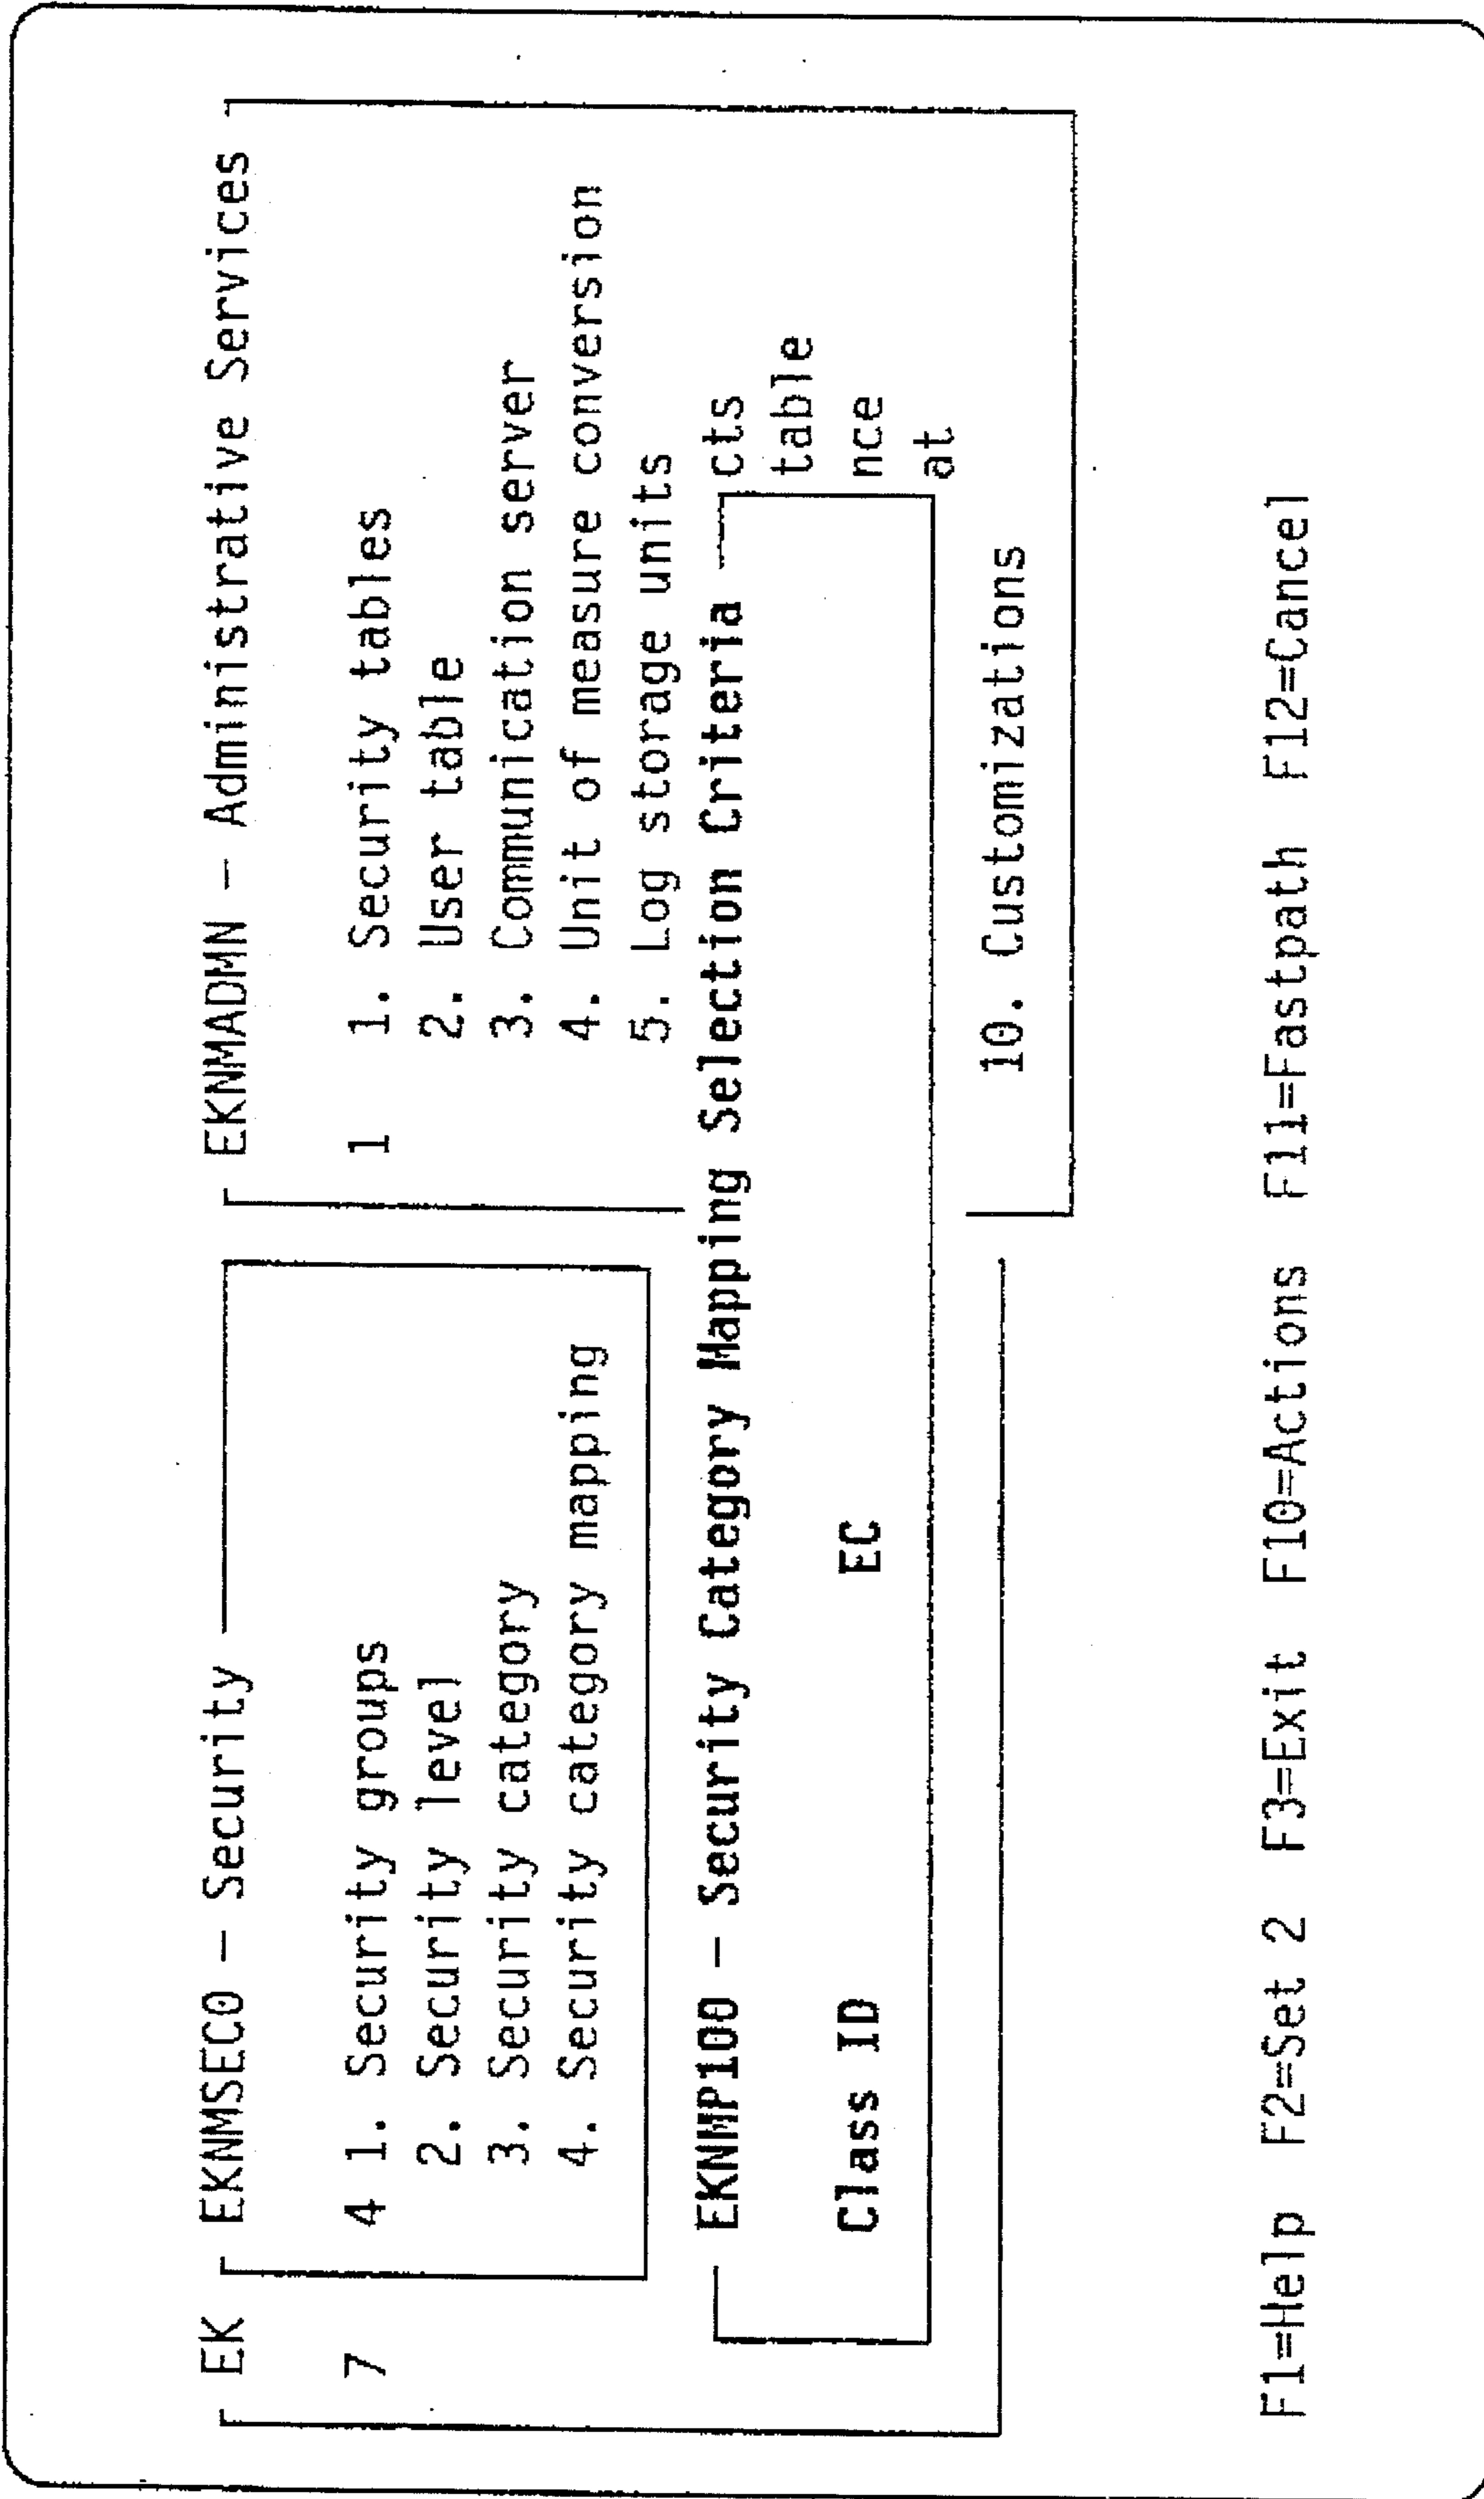 EK
EKNMSEC0 – Security
EKNMADMN – Administrative Services
7
4 1. Security groups
2. Security level
3. Security category
4. Security category mapping
1 1. Security tables
2. User table
3. Communication server
4. Unit of measure conversion
5. Log storage units
EKNMP100 – Security Category Mapping Selection Criteria
cts
table
Class ID EC
nce
at
10. Customizations
F1=Help F2=Set 2 F3=Exit F10=Actions F11=Fastpath F12=Cancel